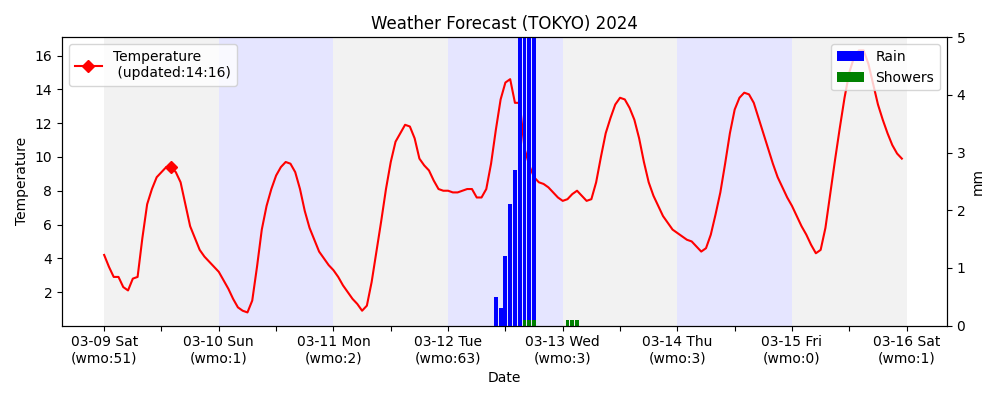 Weather Forecast (TOKYO) 2024
Temperature
(updated:14:16)
Rain
Showers
Temperature
16
14
12
10
8
6
4
2
5
4
3
2
1
0
mm
03-09 Sat
(wmo:51)
03-10 Sun
(wmo:1)
03-11 Mon
(wmo:2)
03-12 Tue
(wmo:63)
03-13 Wed
(wmo:3)
03-14 Thu
(wmo:3)
03-15 Fri
(wmo:0)
03-16 Sat
(wmo:1)
Date